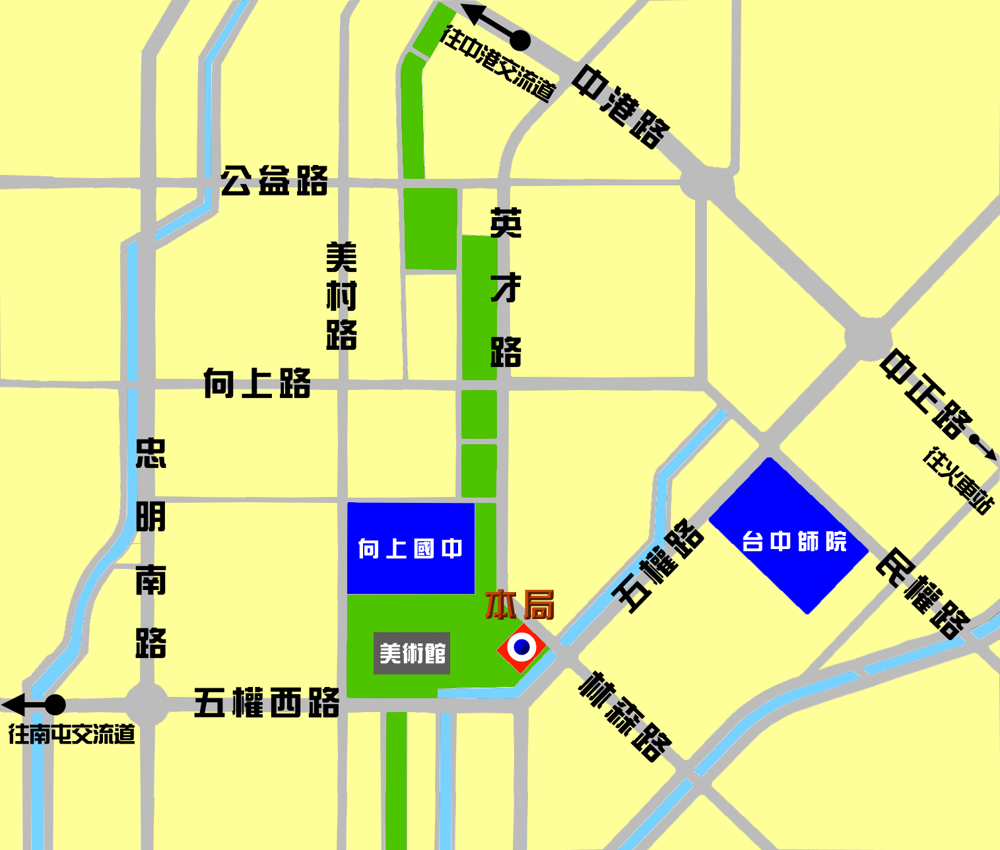 往中港交流道
中港路
公益路
英才路
美村路
向上路
中正路
往火車站
忠明南路
向上國中
台中師院
五權路
民權路
本局
美術館
五權西路
林森路
往南屯交流道